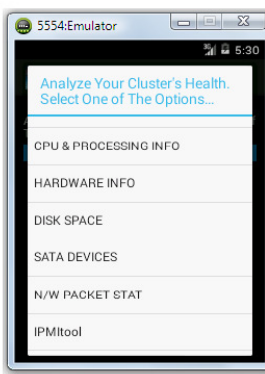 5554:Emulator
3G 5:30
Analyze Your Cluster's Health.
Select One of The Options...
CPU & PROCESSING INFO
HARDWARE INFO
DISK SPACE
SATA DEVICES
N/W PACKET STAT
IPMItool